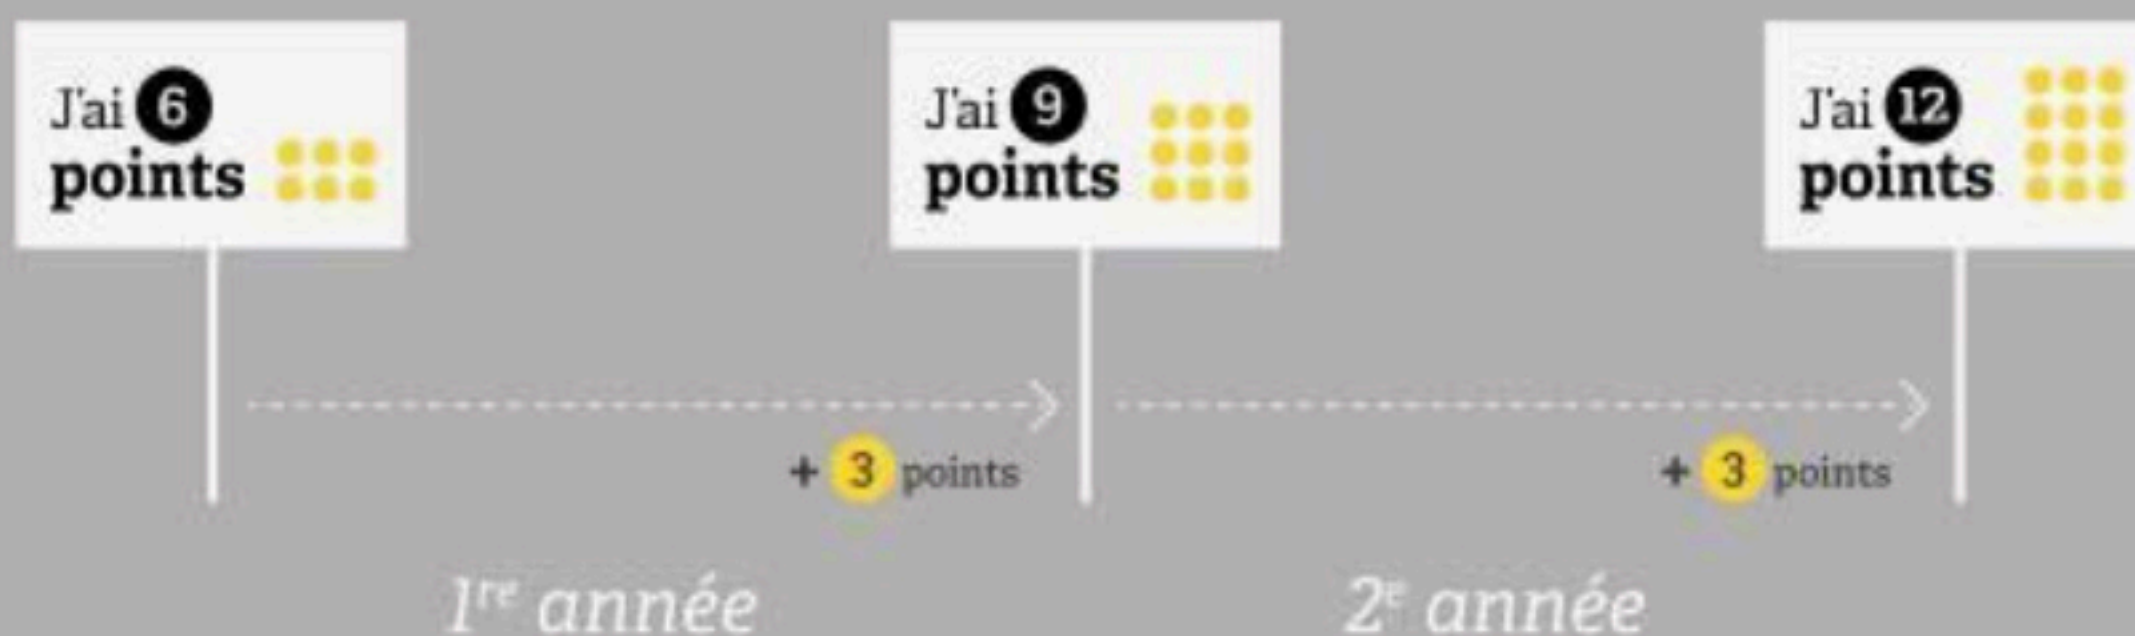 J'ai 6
points
J'ai 9
points
J'ai 12
points
+ 3 points
+ 3 points
1re année
2e année